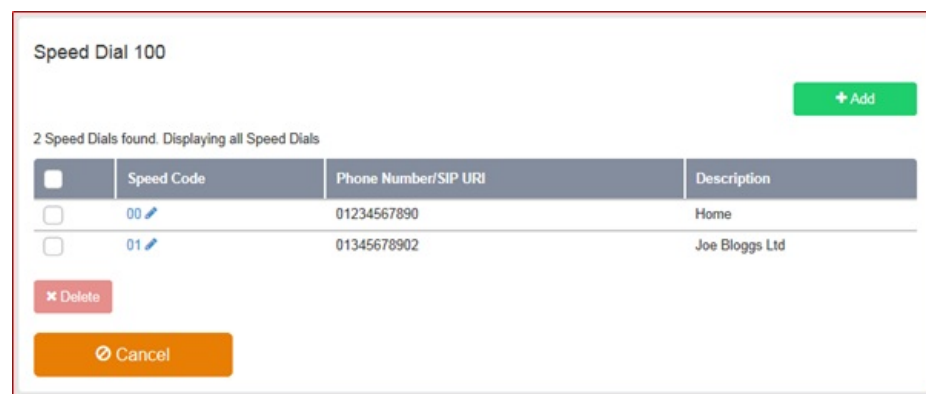 Speed Dial 100
+ Add
2 Speed Dials found. Displaying all Speed Dials
Speed Code Phone Number/SIP URI Description
00 01234567890 Home
01 01345678902 Joe Bloggs Ltd
× Delete
Cancel